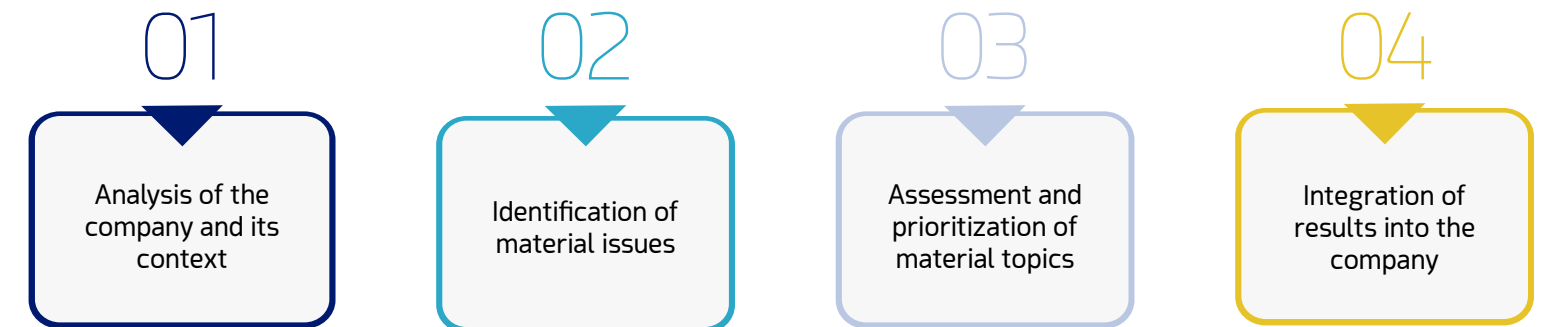 01
Analysis of the
company and its
context
02
Identification of
material issues
03
Assessment and
prioritization of
material topics
04
Integration of
results into the
company